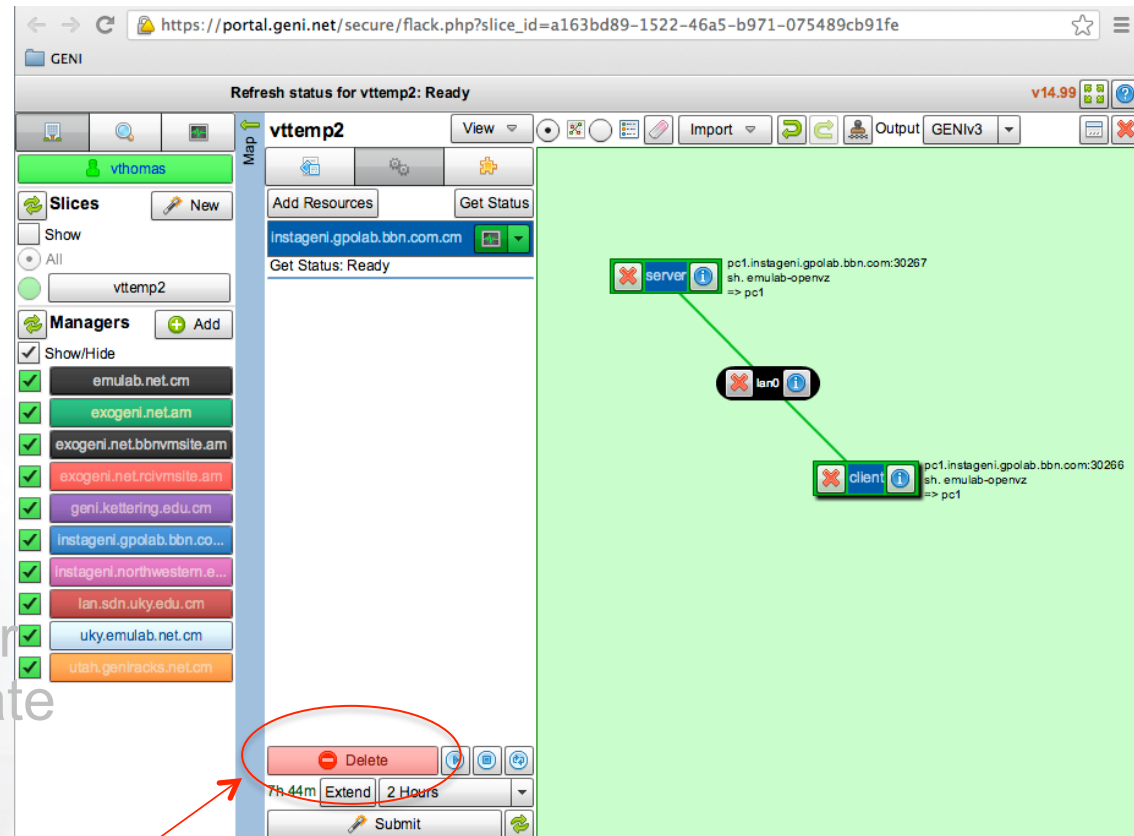 https://portal.geni.net/secure/flack.php?slice_id=a163bd89-1522-46a5-b971-075489cb91fe
GENI
Refresh status for vttemp2: Ready
v14.99
Map
vttemp2
View
Import
Output
GENIv3
vthomas
Slices
New
Show
All
vttemp2
Managers
Add
Show/Hide
emulab.net.cm
exogeni.net.am
exogeni.net.bbnvmsite.am
exogeni.net.rcivmsite.am
geni.kettering.edu.cm
instageni.gpolab.bbn.co...
instageni.northwestern.e...
lan.sdn.uky.edu.cm
uky.emulab.net.cm
utah.geniracks.net.cm
Add Resources
Get Status
instageni.gpolab.bbn.com.cm
Get Status: Ready
server
pc1.instageni.gpolab.bbn.com:30267
sh. emulab-openvz
=> pc1
lan0
client
pc1.instageni.gpolab.bbn.com:30266
sh. emulab-openvz
=> pc1
Delete
7h 44m
Extend
2 Hours
Submit